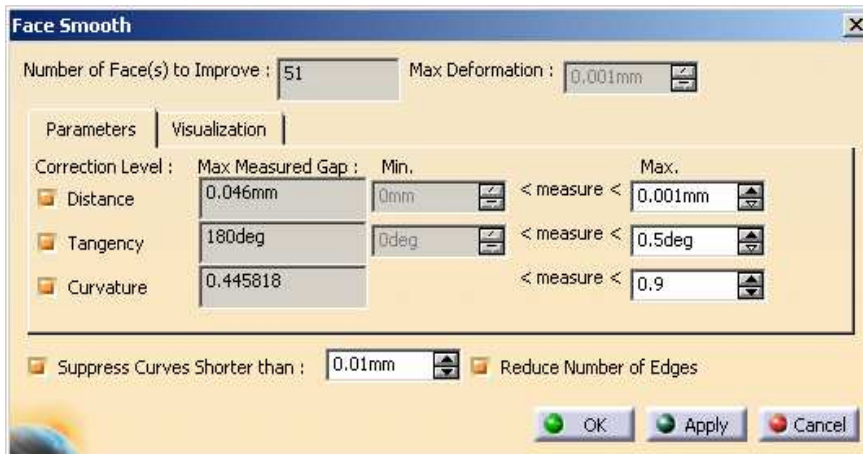 Face Smooth
Number of Face(s) to Improve : 51 Max Deformation : 0.001mm
Parameters Visualization
Correction Level : Max Measured Gap : Min. Max.
Distance 0.046mm 0mm < measure < 0.001mm
Tangency 180deg 0deg < measure < 0.5deg
Curvature 0.445818 < measure < 0.9
Suppress Curves Shorter than : 0.01mm Reduce Number of Edges
OK Apply Cancel